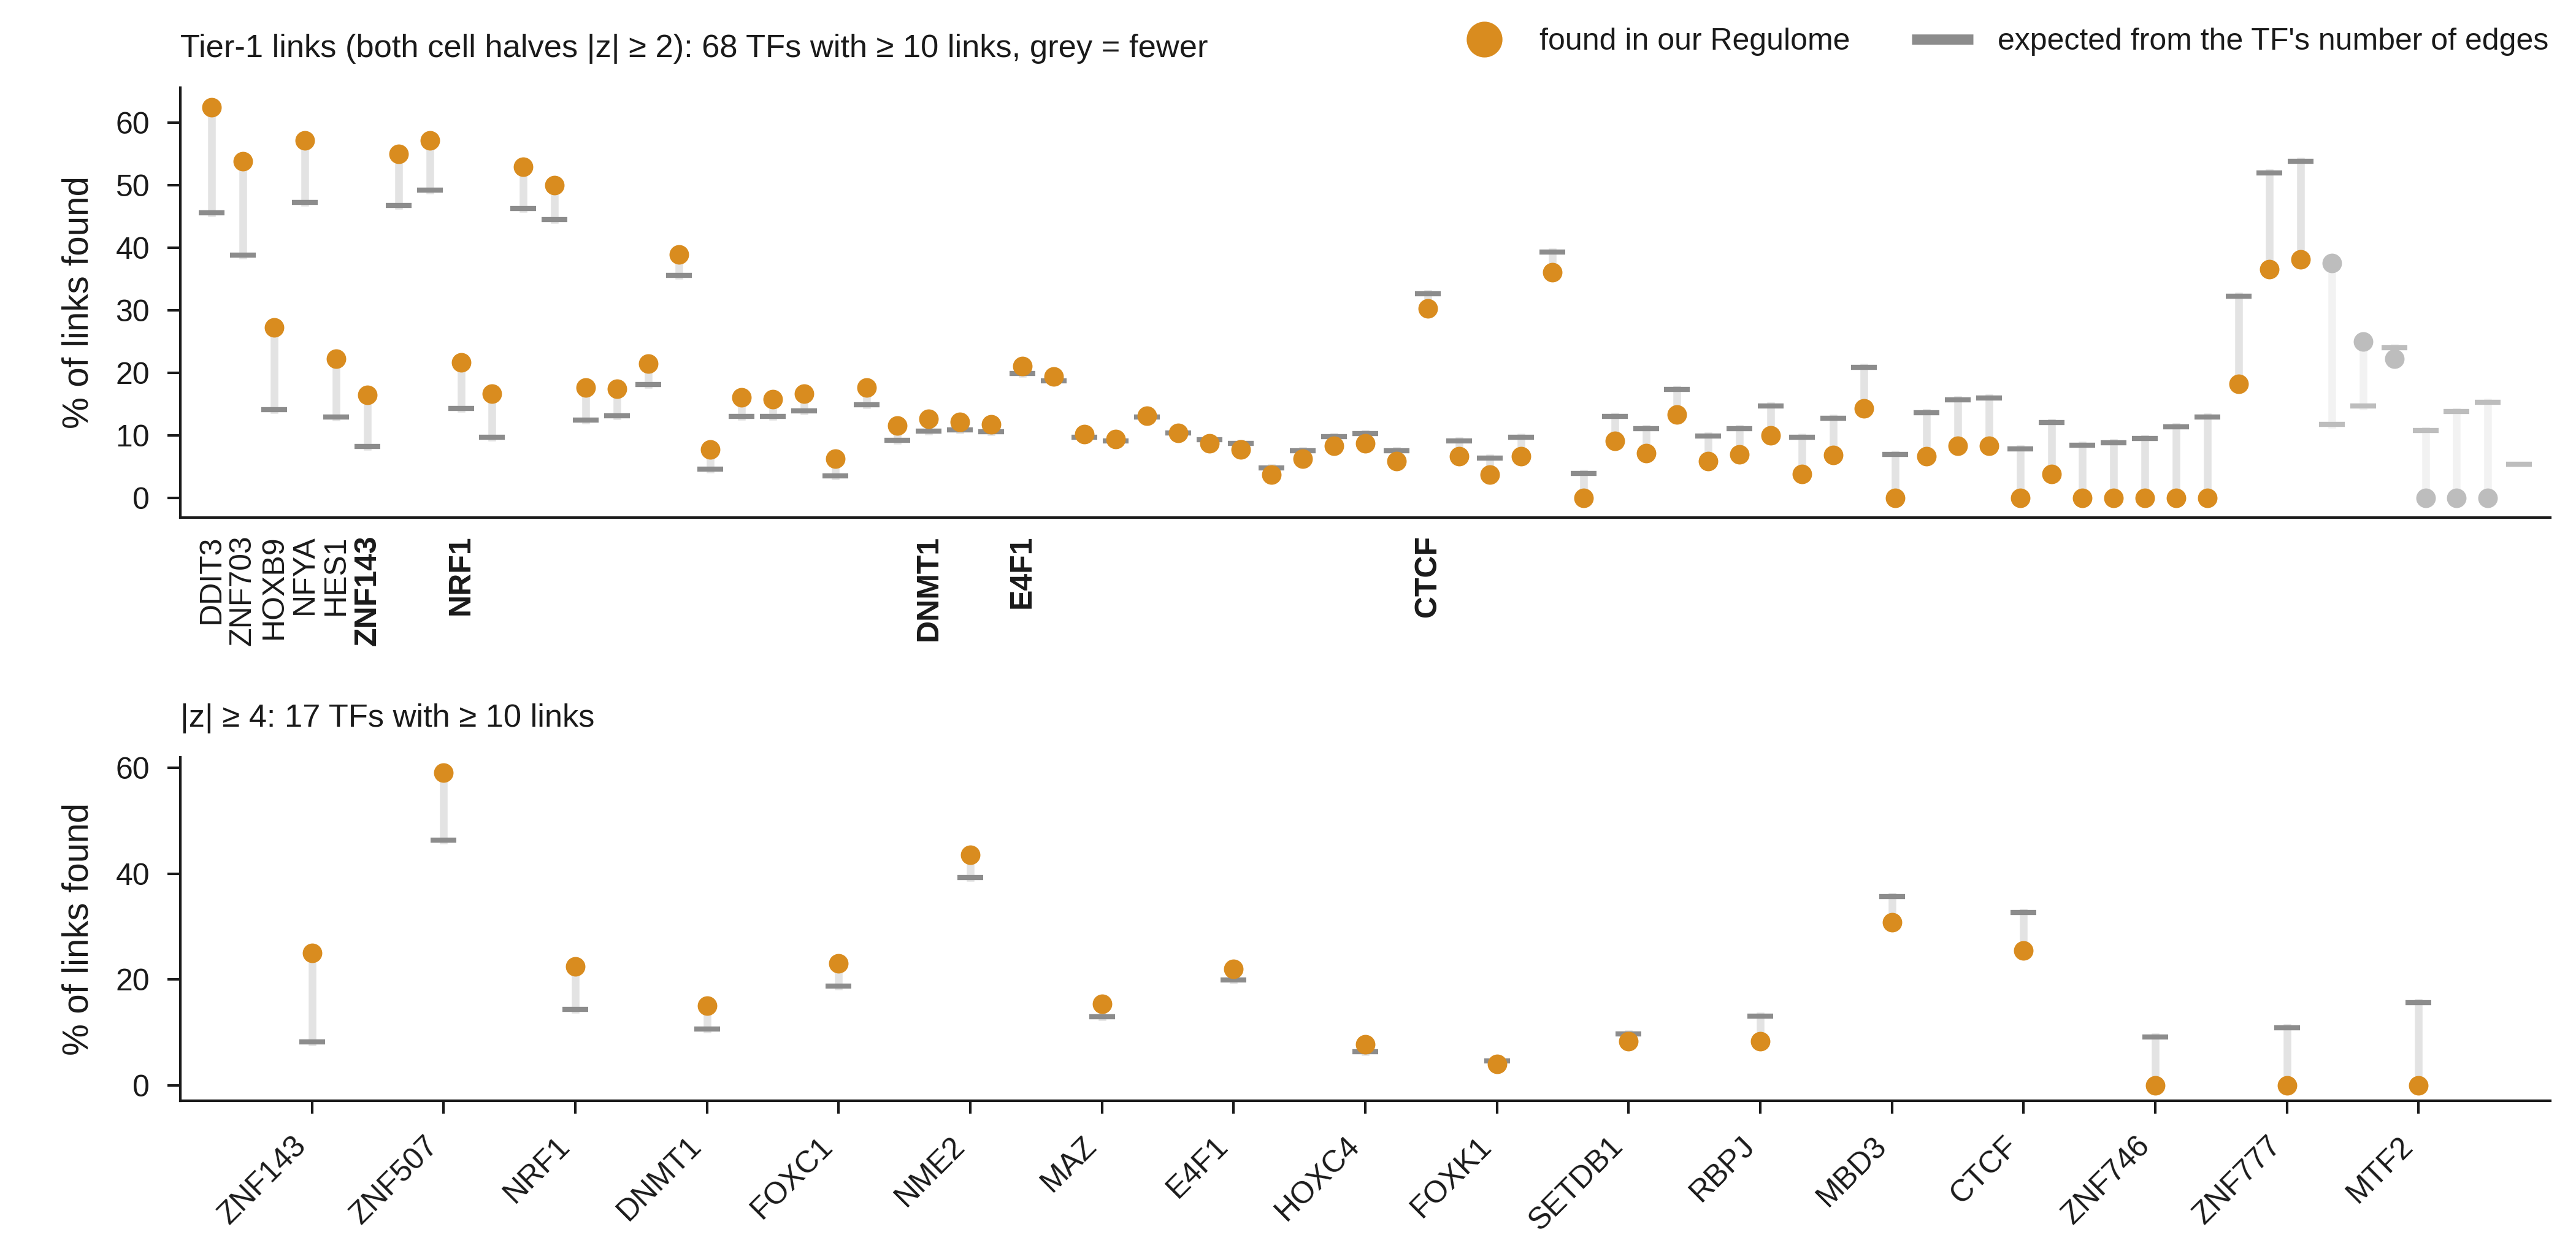 Tier-1 links (both cell halves |z| ≥ 2): 68 TFs with ≥ 10 links, grey = fewer
found in our Regulome
expected from the TF's number of edges
% of links found
60
50
40
30
20
10
0
DDIT3
ZNF703
HOXB9
NFYA
HES1
ZNF143
NRF1
DNMT1
E4F1
CTCF
|z| ≥ 4: 17 TFs with ≥ 10 links
% of links found
60
40
20
0
ZNF143
ZNF507
NRF1
DNMT1
FOXC1
NME2
MAZ
E4F1
HOXC4
FOXK1
SETDB1
RBPJ
MBD3
CTCF
ZNF746
ZNF777
MTF2